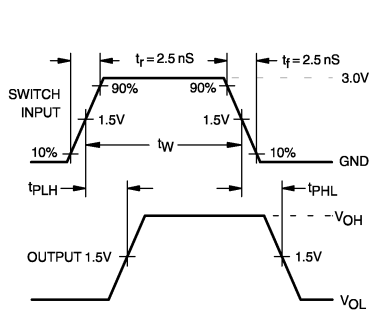 tr = 2.5 nS
tf = 2.5 nS
3.0V
SWITCH
INPUT
90%
90%
1.5V
1.5V
tW
10%
10%
GND
tPLH
tPHL
VOH
OUTPUT 1.5V
1.5V
VOL